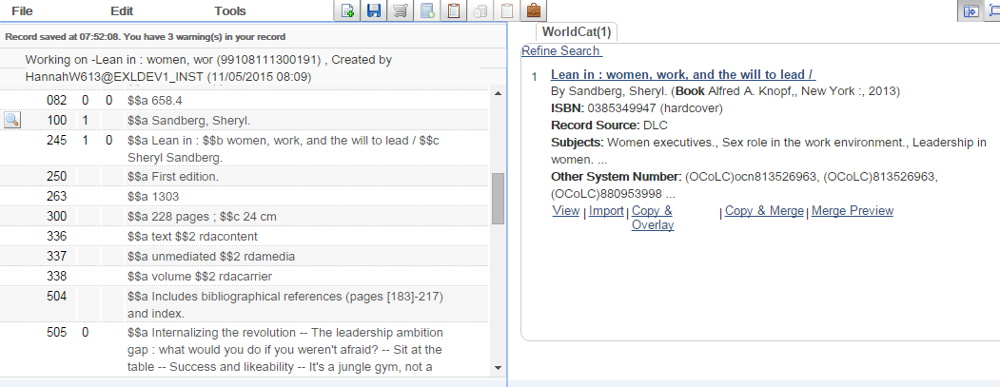 File Edit Tools
Record saved at 07:52:08. You have 3 warning(s) in your record
Working on -Lean in : women, wor (99108111300191) , Created by
HannahW613@EXLDEV1_INST (11/05/2015 08:09)
082 0 0 $$a 658.4
100 1 $$a Sandberg, Sheryl.
245 1 0 $$a Lean in : $$b women, work, and the will to lead / $$c
Sheryl Sandberg.
250 $$a First edition.
263 $$a 1303
300 $$a 228 pages ; $$c 24 cm
336 $$a text $$2 rdacontent
337 $$a unmediated $$2 rdamedia
338 $$a volume $$2 rdacarrier
504 $$a Includes bibliographical references (pages [183]-217)
and index.
505 0 $$a Internalizing the revolution -- The leadership ambition
gap : what would you do if you weren't afraid? -- Sit at the
table -- Success and likeability -- It's a jungle gym, not a
WorldCat(1)
Refine Search
1 Lean in : women, work, and the will to lead /
By Sandberg, Sheryl. (Book Alfred A. Knopf,, New York :, 2013)
ISBN: 0385349947 (hardcover)
Record Source: DLC
Subjects: Women executives., Sex role in the work environment., Leadership in
women. ...
Other System Number: (OCoLC)ocn813526963, (OCoLC)813526963,
(OCoLC)880953998 ...
View | Import | Copy & | Copy & Merge | Merge Preview
Overlay